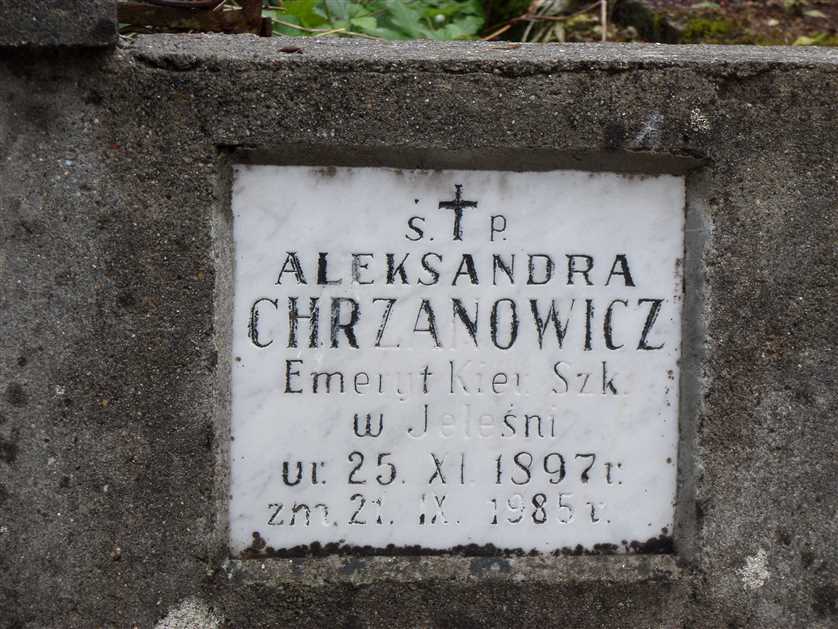 Ś. P.
ALEKSANDRA
CHRZANOWICZ
Emeryt Kier. Szk.
w Jeleśni
ur. 25. XI. 1897 r.
zm. 21. IX. 1985 r.